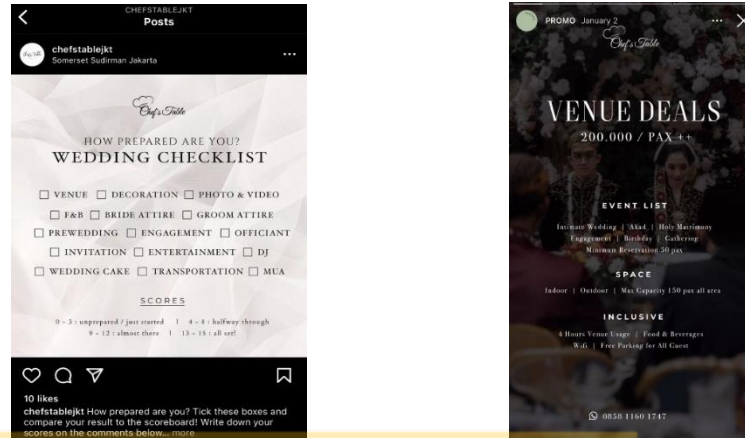 CHEFSTABLEJKT
Posts
chefstablejkt
Somerset Sudirman Jakarta
Chef's Table
HOW PREPARED ARE YOU?
WEDDING CHECKLIST
VENUE DECORATION PHOTO & VIDEO
F&B BRIDE ATTIRE GROOM ATTIRE
PREWEDDING ENGAGEMENT OFFICIANT
INVITATION ENTERTAINMENT DJ
WEDDING CAKE TRANSPORTATION MUA
SCORES
0 - 3 : unprepared / just started | 4 - 8 : halfway through
9 - 12 : almost there | 13 - 15 : all set!
10 likes
chefstablejkt How prepared are you? Tick these boxes and
compare your result to the scoreboard! Write down your
scores on the comments below... more
PROMO January 2
Chef's Table
VENUE DEALS
200.000 / PAX ++
EVENT LIST
Intimate Wedding | Akad | Holy Matrimony
Engagement | Birthday | Gathering
Minimum Reservation 50 pax
SPACE
Indoor | Outdoor | Max Capacity 150 pax all area
INCLUSIVE
4 Hours Venue Usage | Food & Beverages
Wifi | Free Parking for All Guest
0858 1160 1747